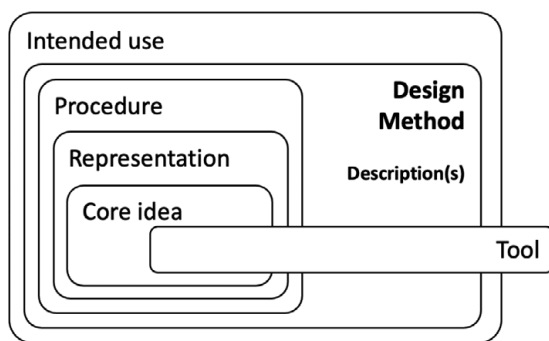 Intended use
Procedure
Design
Method
Representation
Description(s)
Core idea
Tool